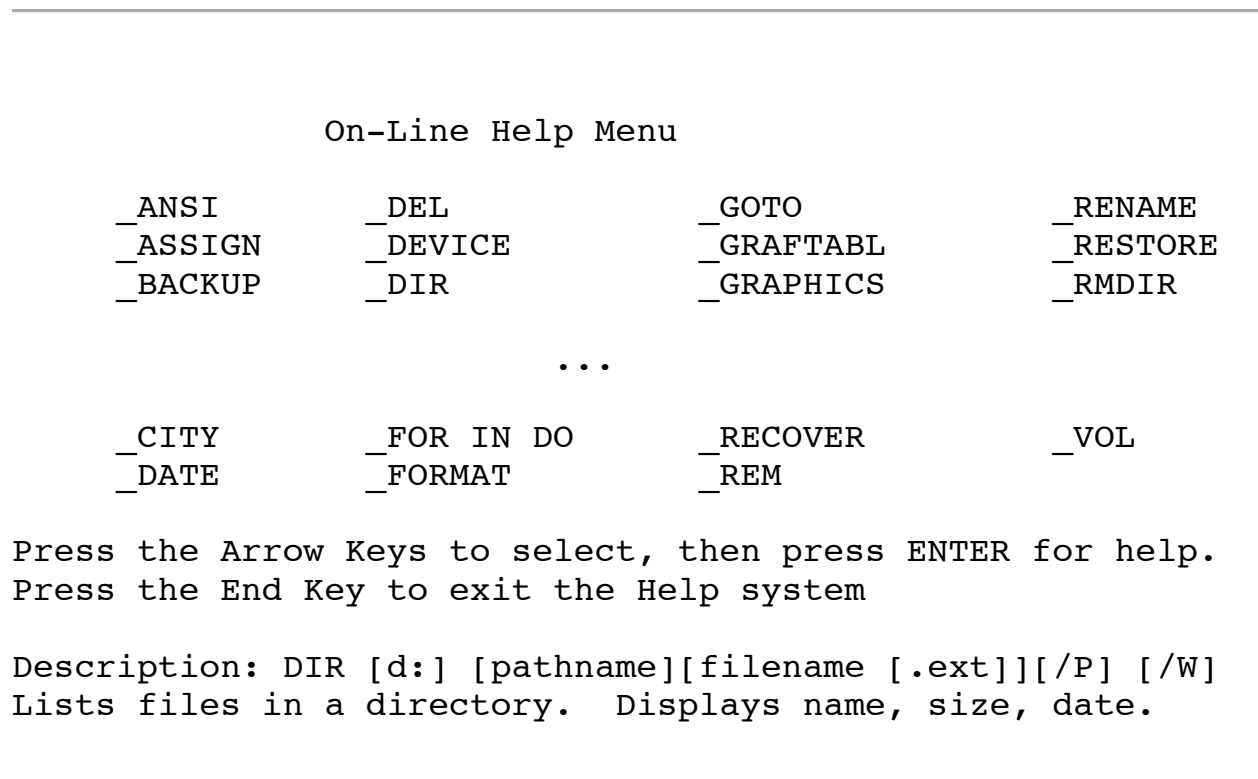 On-Line Help Menu
_ANSI _DEL _GOTO _RENAME
_ASSIGN _DEVICE _GRAFTABL _RESTORE
_BACKUP _DIR _GRAPHICS _RMDIR
...
_CITY _FOR IN DO _RECOVER _VOL
_DATE _FORMAT _REM
Press the Arrow Keys to select, then press ENTER for help.
Press the End Key to exit the Help system
Description: DIR [d:] [pathname][filename [.ext]][/P] [/W]
Lists files in a directory.  Displays name, size, date.